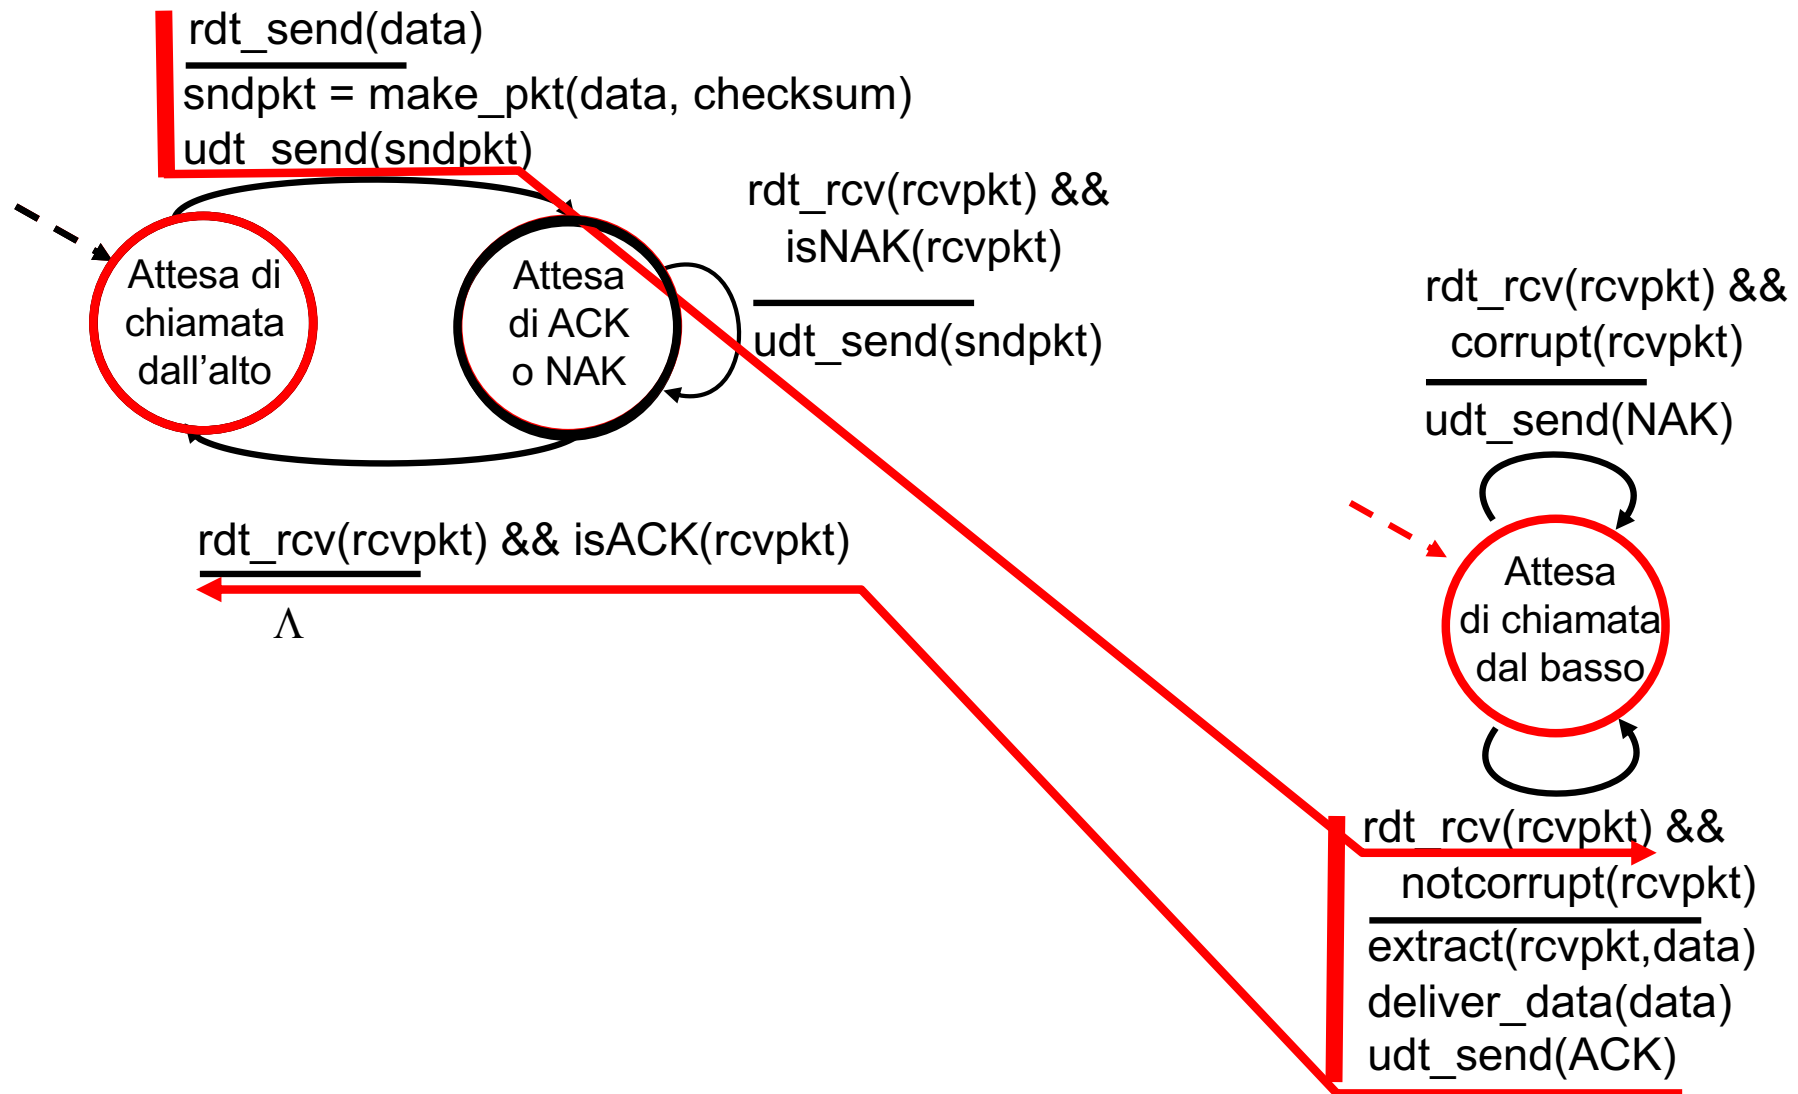 rdt_send(data)
sndpkt = make_pkt(data, checksum)
udt_send(sndpkt)
rdt_rcv(rcvpkt) &&
isNAK(rcvpkt)
udt_send(sndpkt)
Attesa di
chiamata
dall’alto
Attesa
di ACK
o NAK
rdt_rcv(rcvpkt) && isACK(rcvpkt)
Λ
rdt_rcv(rcvpkt) &&
corrupt(rcvpkt)
udt_send(NAK)
Attesa
di chiamata
dal basso
rdt_rcv(rcvpkt) &&
notcorrupt(rcvpkt)
extract(rcvpkt,data)
deliver_data(data)
udt_send(ACK)